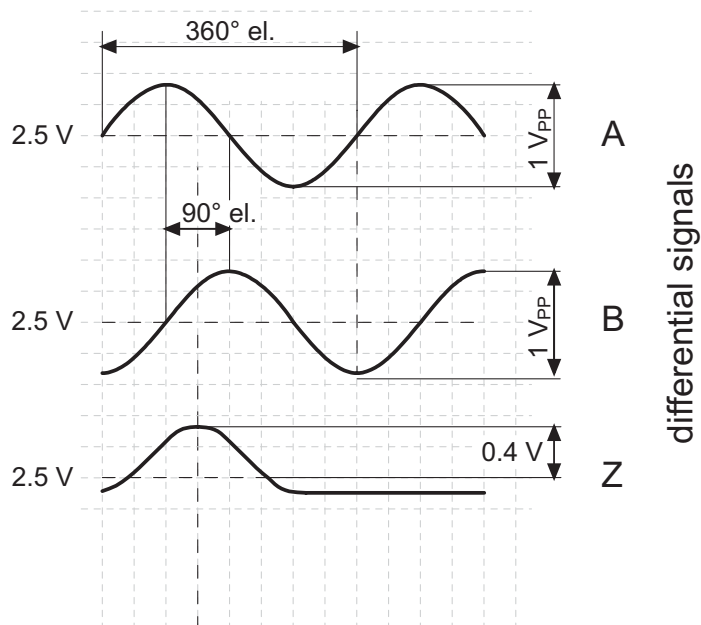 360° el.
2.5 V
1 VPP
A
90° el.
2.5 V
1 VPP
B
2.5 V
0.4 V
Z
differential signals